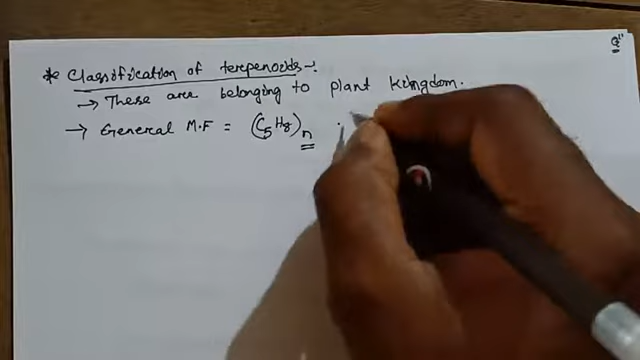 * Classification of terpenoids :-
→ These are belonging to plant kingdom.
→ General M.F = (C5H8)n